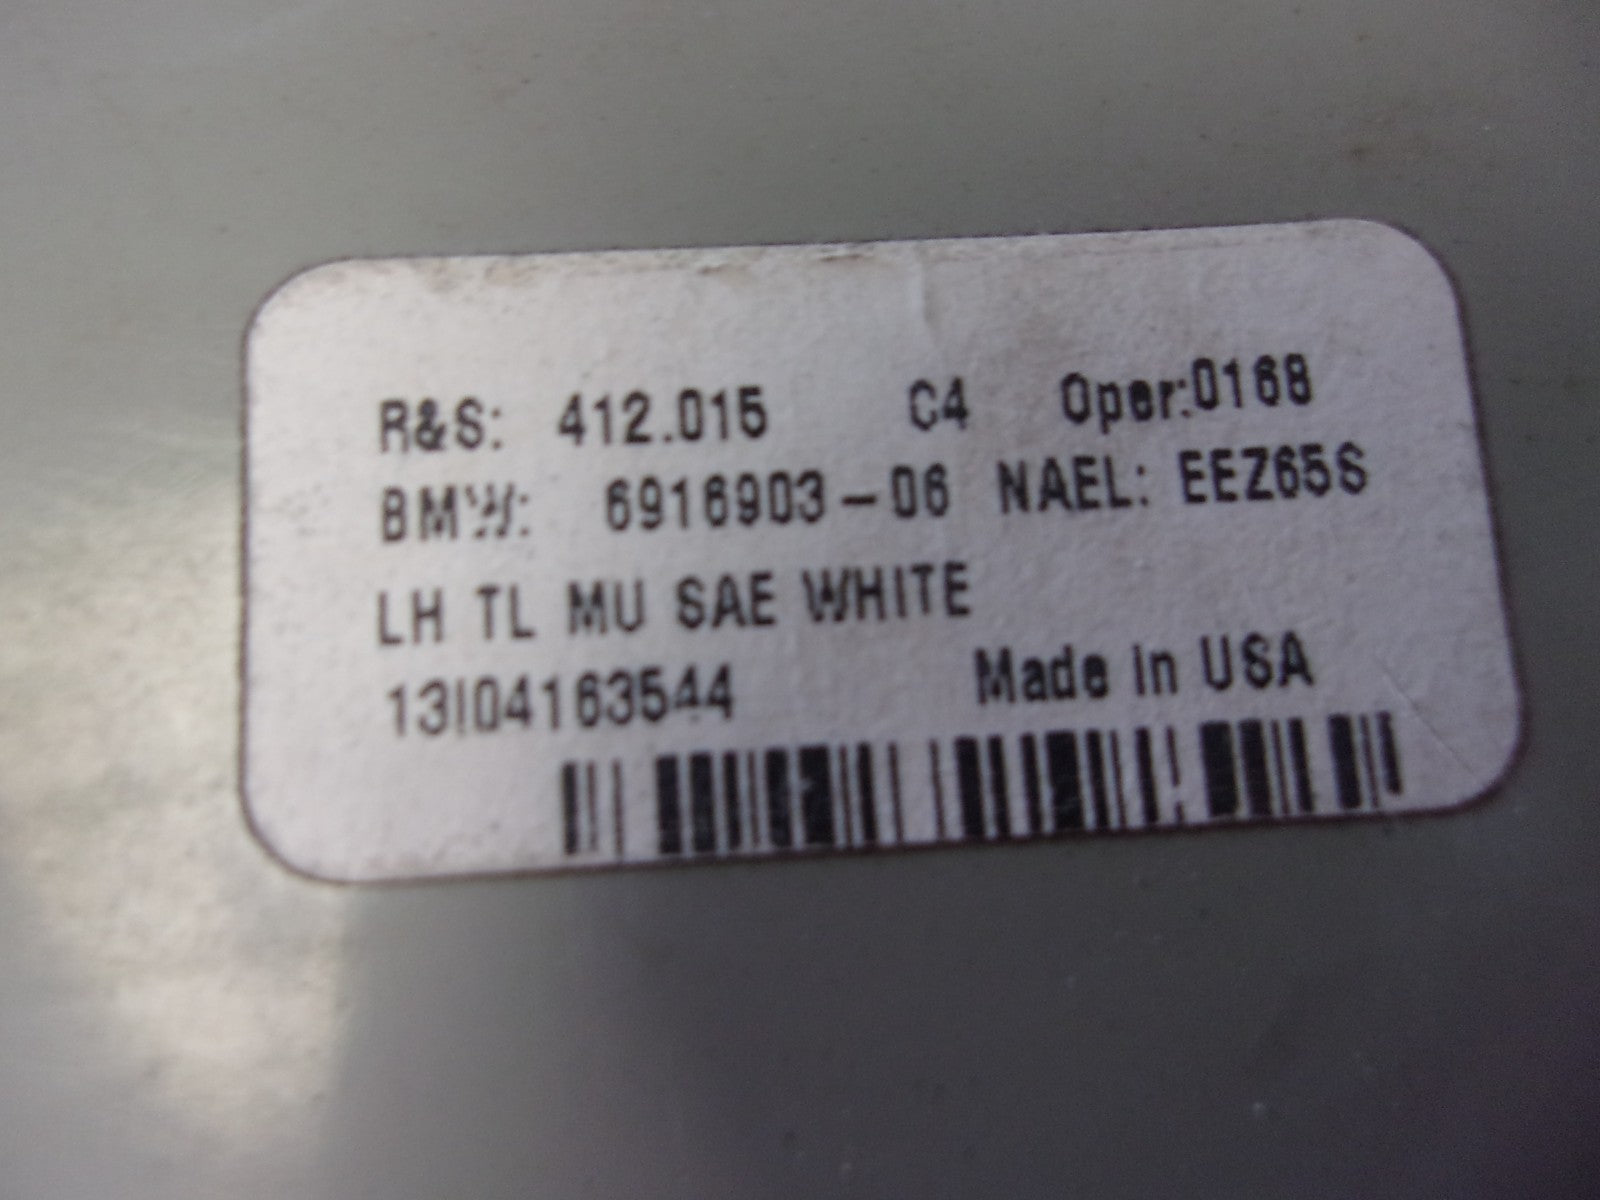 R&S: 412.015 C4 Oper:0168
BMW: 6916903-06 NAEL: EEZ65S
LH TL MU SAE WHITE
13I04163544 Made in USA